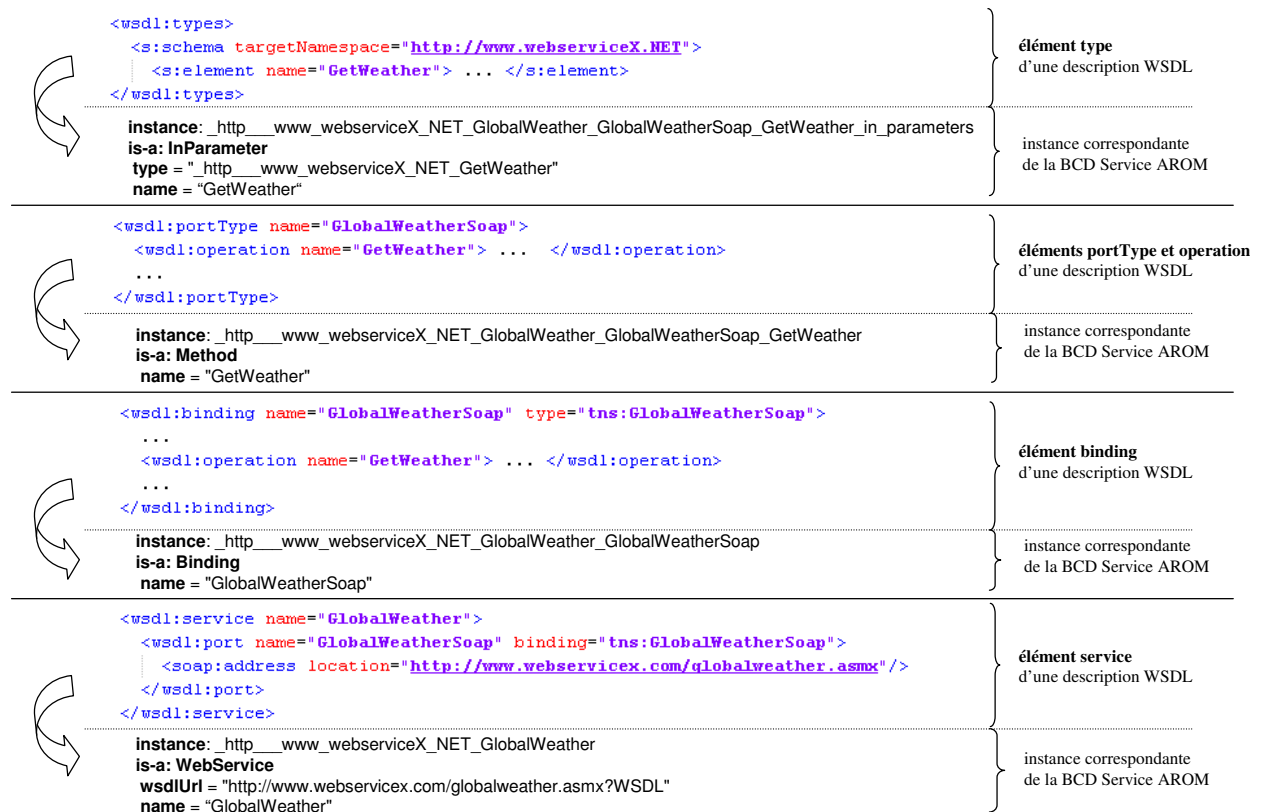 <wsdl:types>
<s:schema targetNamespace="http://www.webserviceX.NET">
<s:element name="GetWeather"> ... </s:element>
</wsdl:types>
élément type
d'une description WSDL
instance: _http___www_webserviceX_NET_GlobalWeather_GlobalWeatherSoap_GetWeather_in_parameters
is-a: InParameter
type = "_http___www_webserviceX_NET_GetWeather"
name = “GetWeather“
instance correspondante
de la BCD Service AROM
<wsdl:portType name="GlobalWeatherSoap">
<wsdl:operation name="GetWeather"> ... </wsdl:operation>
...
</wsdl:portType>
éléments portType et operation
d'une description WSDL
instance: _http___www_webserviceX_NET_GlobalWeather_GlobalWeatherSoap_GetWeather
is-a: Method
name = "GetWeather"
instance correspondante
de la BCD Service AROM
<wsdl:binding name="GlobalWeatherSoap" type="tns:GlobalWeatherSoap">
...
<wsdl:operation name="GetWeather"> ... </wsdl:operation>
...
</wsdl:binding>
élément binding
d'une description WSDL
instance: _http___www_webserviceX_NET_GlobalWeather_GlobalWeatherSoap
is-a: Binding
name = "GlobalWeatherSoap"
instance correspondante
de la BCD Service AROM
<wsdl:service name="GlobalWeather">
<wsdl:port name="GlobalWeatherSoap" binding="tns:GlobalWeatherSoap">
<soap:address location="http://www.webservicex.com/globalweather.asmx"/>
</wsdl:port>
</wsdl:service>
élément service
d'une description WSDL
instance: _http___www_webserviceX_NET_GlobalWeather
is-a: WebService
wsdlUrl = "http://www.webservicex.com/globalweather.asmx?WSDL"
name = “GlobalWeather"
instance correspondante
de la BCD Service AROM